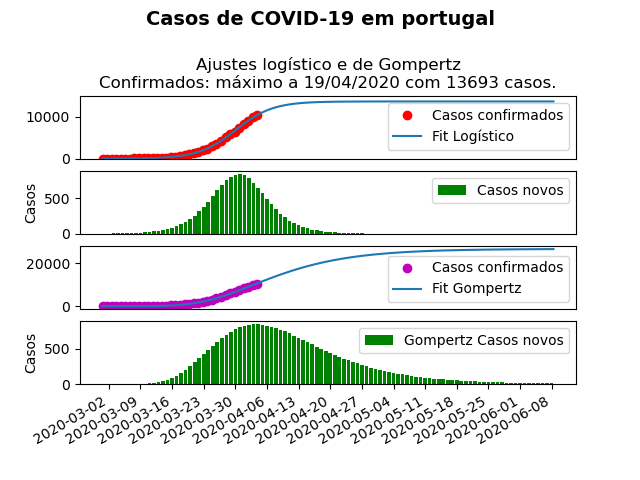 Casos de COVID-19 em portugal
Ajustes logístico e de Gompertz
Confirmados: máximo a 19/04/2020 com 13693 casos.
10000
0
Casos confirmados
Fit Logístico
Casos
500
0
Casos novos
20000
0
Casos confirmados
Fit Gompertz
Casos
500
0
Gompertz Casos novos
2020-03-02
2020-03-09
2020-03-16
2020-03-23
2020-03-30
2020-04-06
2020-04-13
2020-04-20
2020-04-27
2020-05-04
2020-05-11
2020-05-18
2020-05-25
2020-06-01
2020-06-08